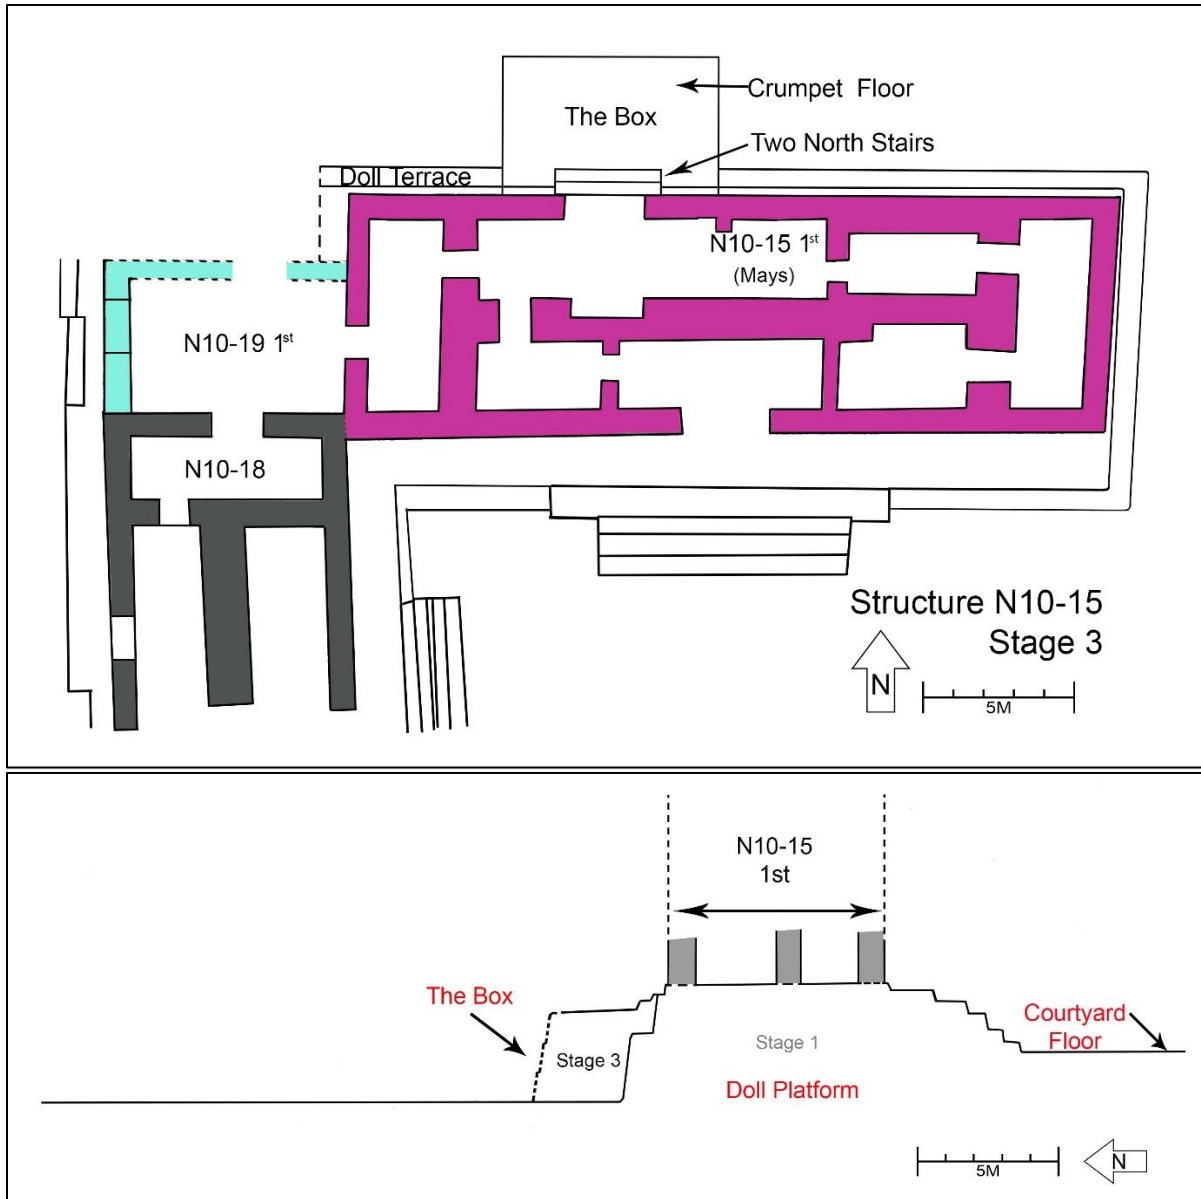 Crumpet Floor
The Box
Two North Stairs
Doll Terrace
N10-15 1st
(Mays)
N10-19 1st
N10-18
Structure N10-15
Stage 3
N
5M
N10-15
1st
The Box
Courtyard
Floor
Stage 1
Stage 3
Doll Platform
5M
N